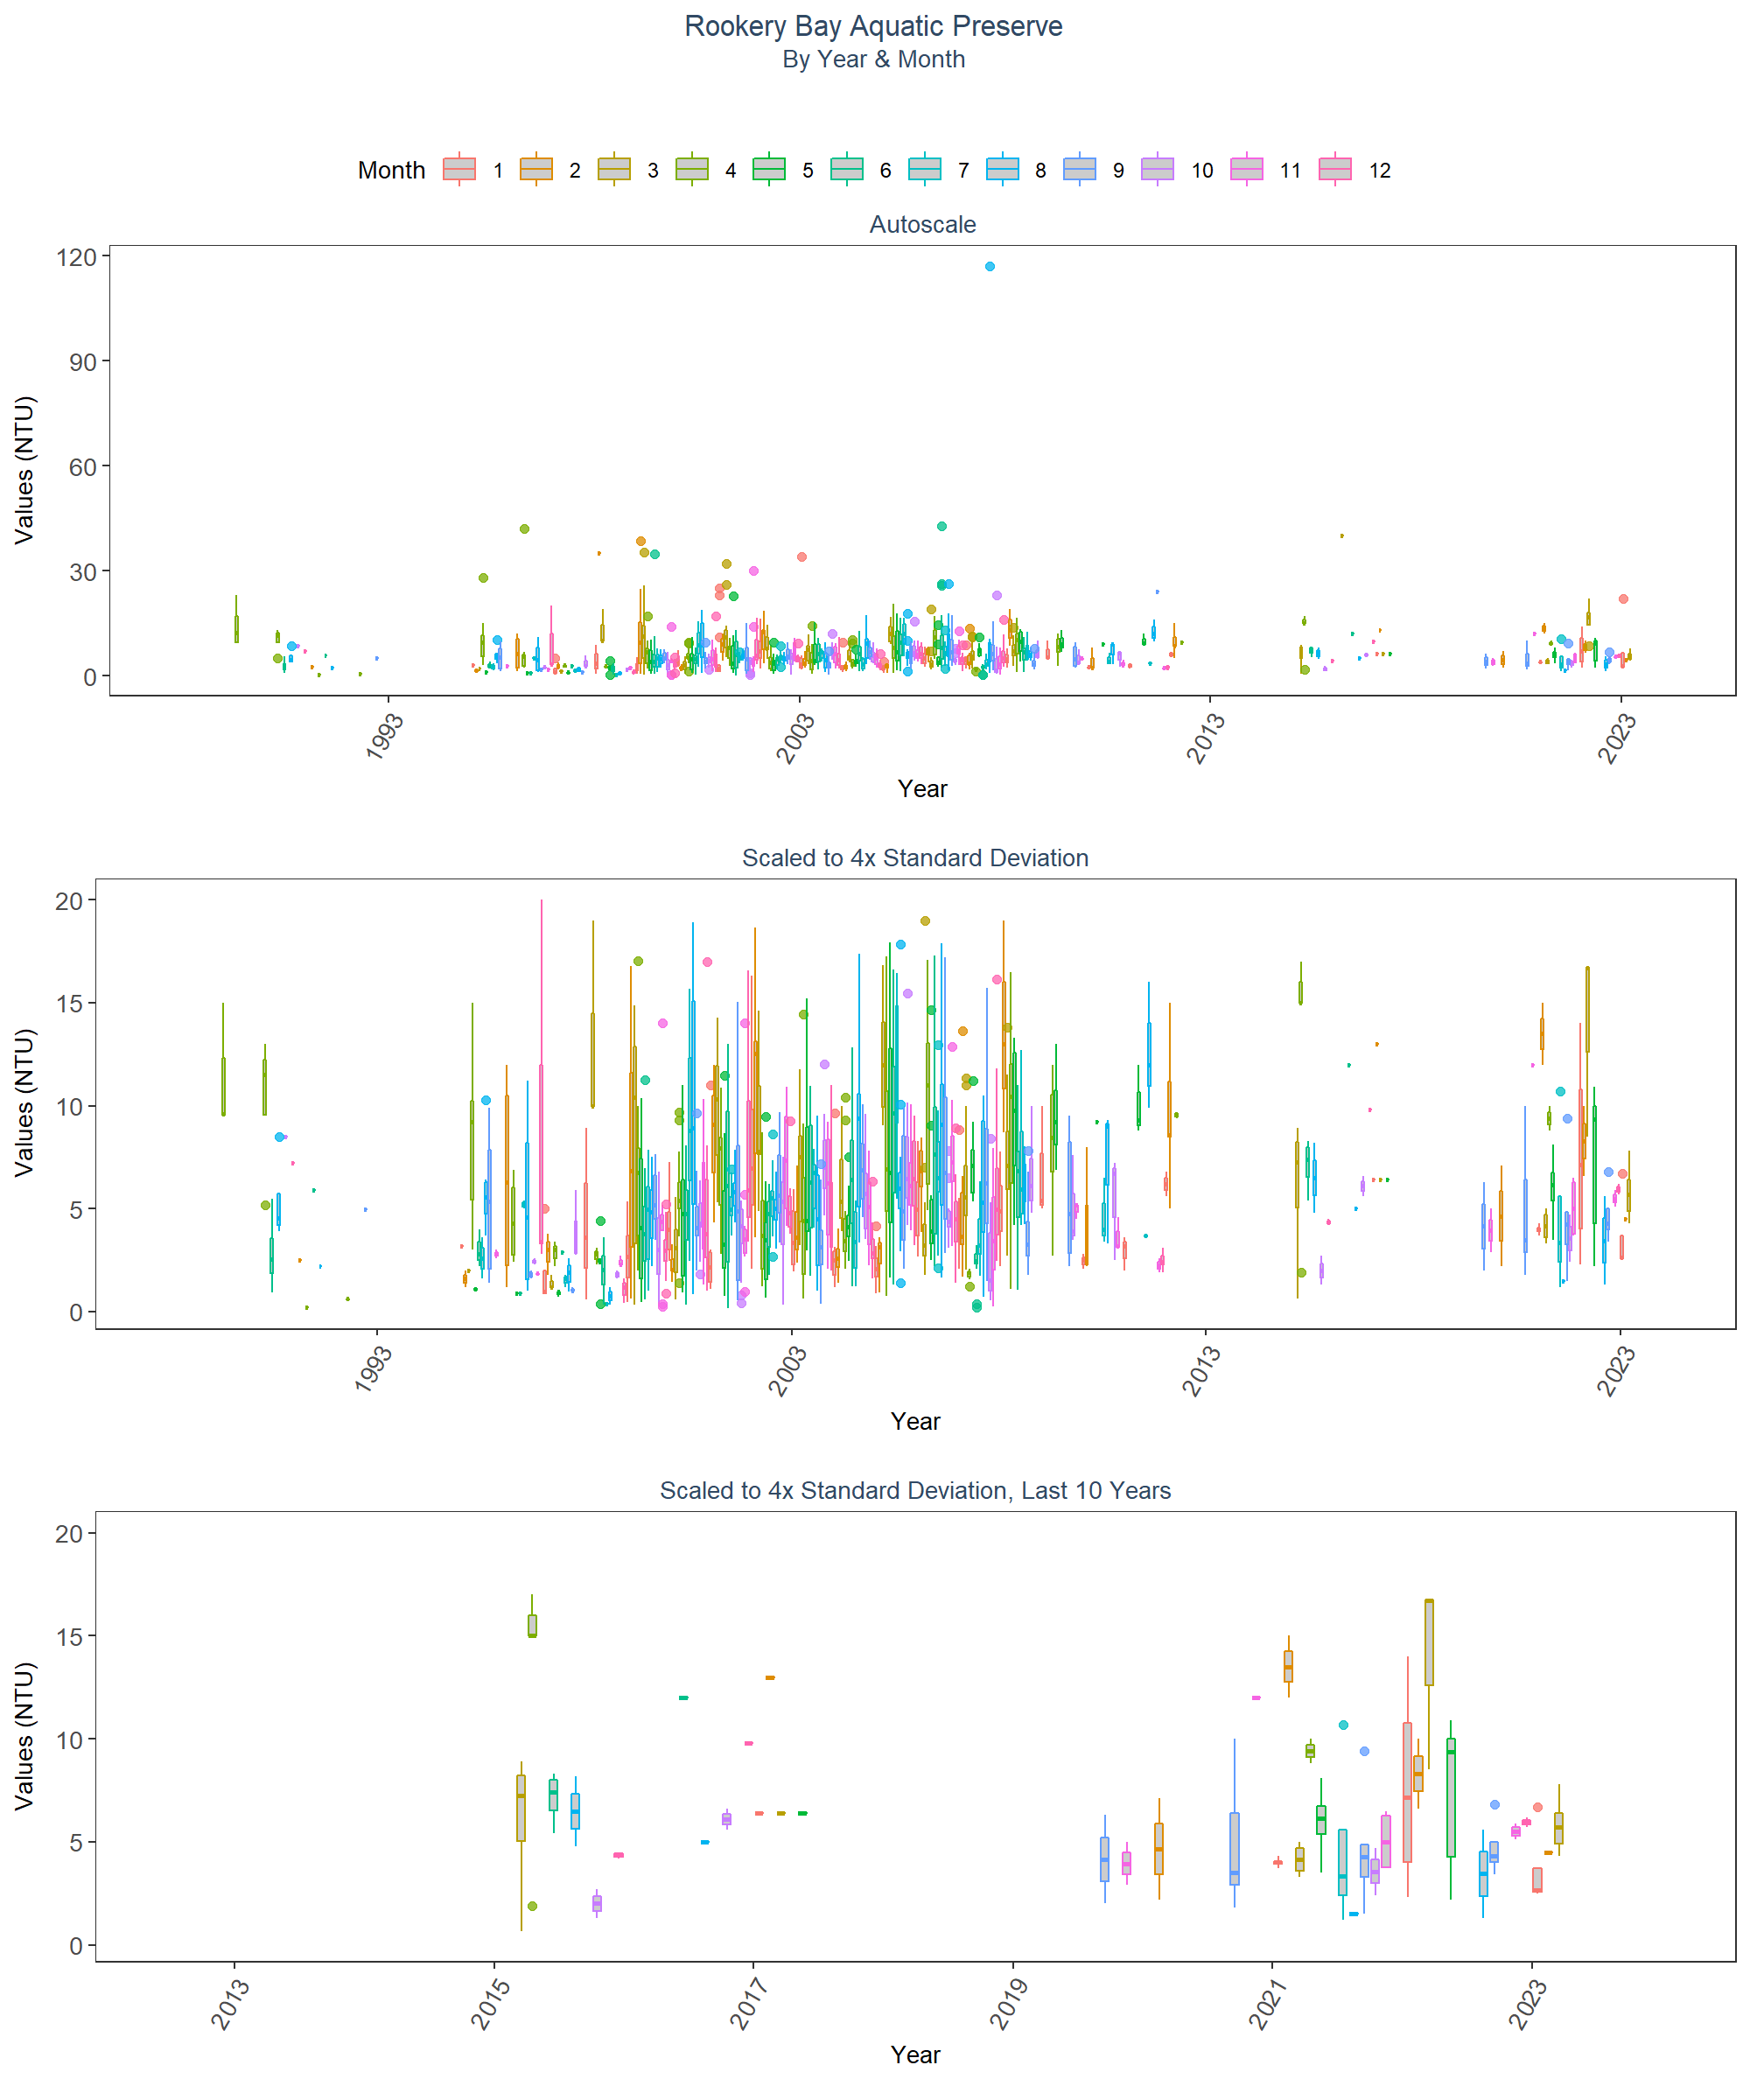 Rookery Bay Aquatic Preserve
By Year & Month
Month 1 2 3 4 5 6 7 8 9 10 11 12
Autoscale
120
90
60
30
0
Values (NTU)
1993 2003 2013 2023
Year
Scaled to 4x Standard Deviation
20
15
10
5
0
Values (NTU)
1993 2003 2013 2023
Year
Scaled to 4x Standard Deviation, Last 10 Years
20
15
10
5
0
Values (NTU)
2013 2015 2017 2019 2021 2023
Year